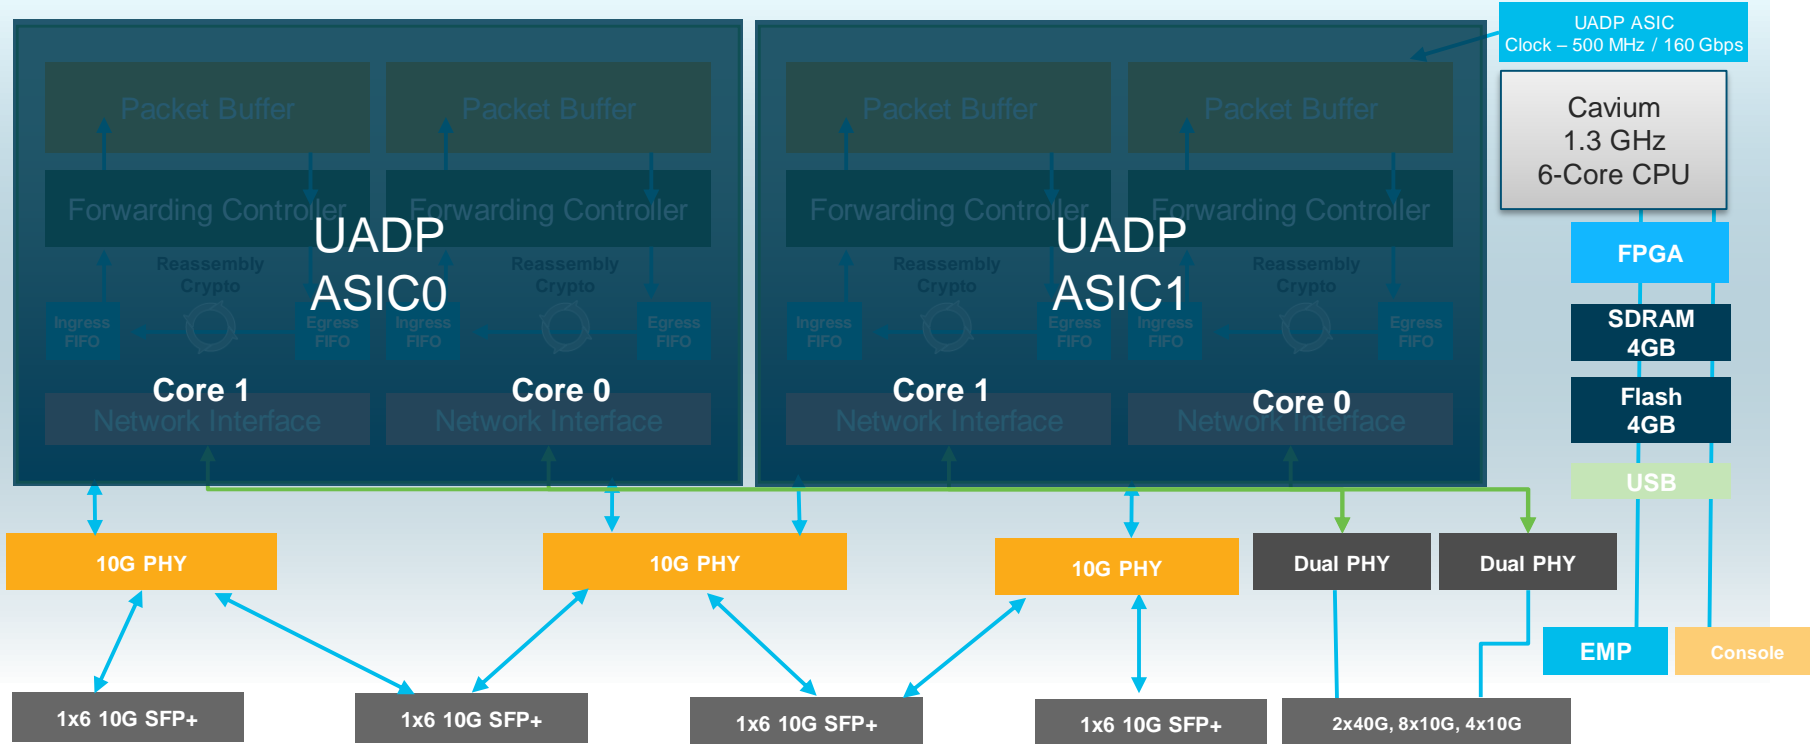 UADP ASIC
Clock – 500 MHz / 160 Gbps
Packet Buffer
Packet Buffer
Packet Buffer
Packet Buffer
Cavium
1.3 GHz
6-Core CPU
Forwarding Controller
Forwarding Controller
Forwarding Controller
Forwarding Controller
UADP
ASIC0
UADP
ASIC1
FPGA
Reassembly
Crypto
Reassembly
Crypto
Reassembly
Crypto
Reassembly
Crypto
Ingress
FIFO
Egress
FIFO
Ingress
FIFO
Egress
FIFO
Ingress
FIFO
Egress
FIFO
Ingress
FIFO
Egress
FIFO
SDRAM
4GB
Core 1
Core 0
Core 1
Core 0
Flash
4GB
Network Interface
Network Interface
Network Interface
Network Interface
USB
10G PHY
10G PHY
10G PHY
Dual PHY
Dual PHY
EMP
Console
1x6 10G SFP+
1x6 10G SFP+
1x6 10G SFP+
1x6 10G SFP+
2x40G, 8x10G, 4x10G